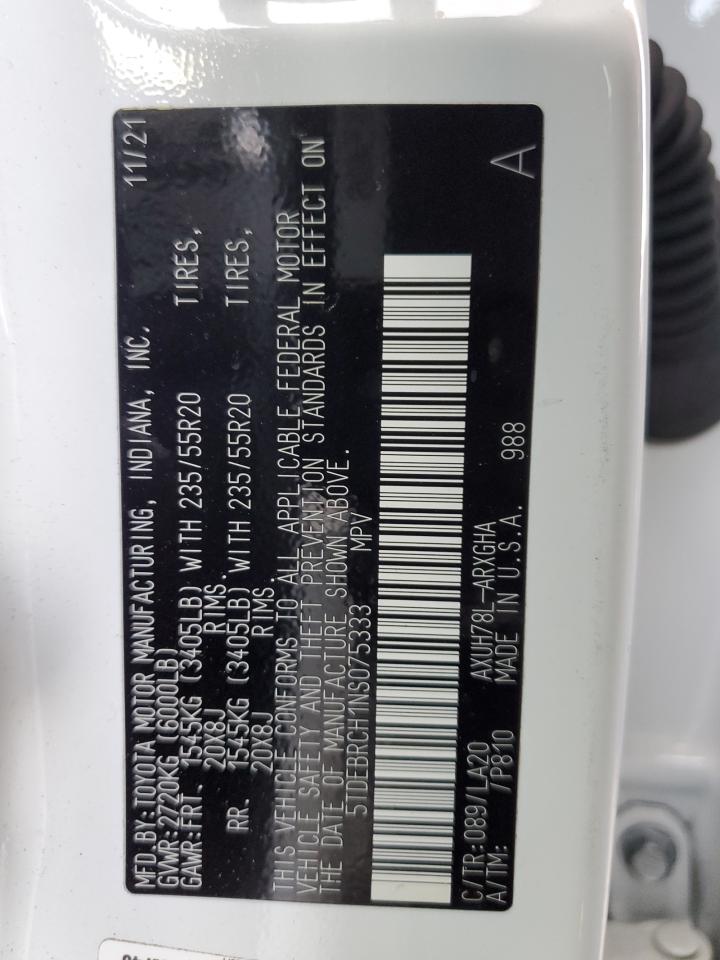 MFD.BY:TOYOTA MOTOR MANUFACTURING, INDIANA, INC. 11/21
GVWR:2720KG (6000LB)
GAWR:FRT. 1545KG (3405LB) WITH 235/55R20 TIRES,
20X8J RIMS.
RR. 1545KG (3405LB) WITH 235/55R20 TIRES,
20X8J RIMS.
THIS VEHICLE CONFORMS TO ALL APPLICABLE FEDERAL MOTOR
VEHICLE SAFETY AND THEFT PREVENTION STANDARDS IN EFFECT ON
THE DATE OF MANUFACTURE SHOWN ABOVE.
5TDEBRCH1NS075333 MPV
C/TR:089/LA20 AXUH78L-ARXGHA
A/TM: /P810 MADE IN U.S.A. 988 A